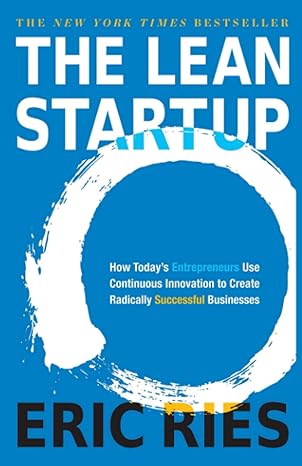 THE NEW YORK TIMES BESTSELLER
THE LEAN
STARTUP
How Today's Entrepreneurs Use
Continuous Innovation to Create
Radically Successful Businesses
ERIC RIES